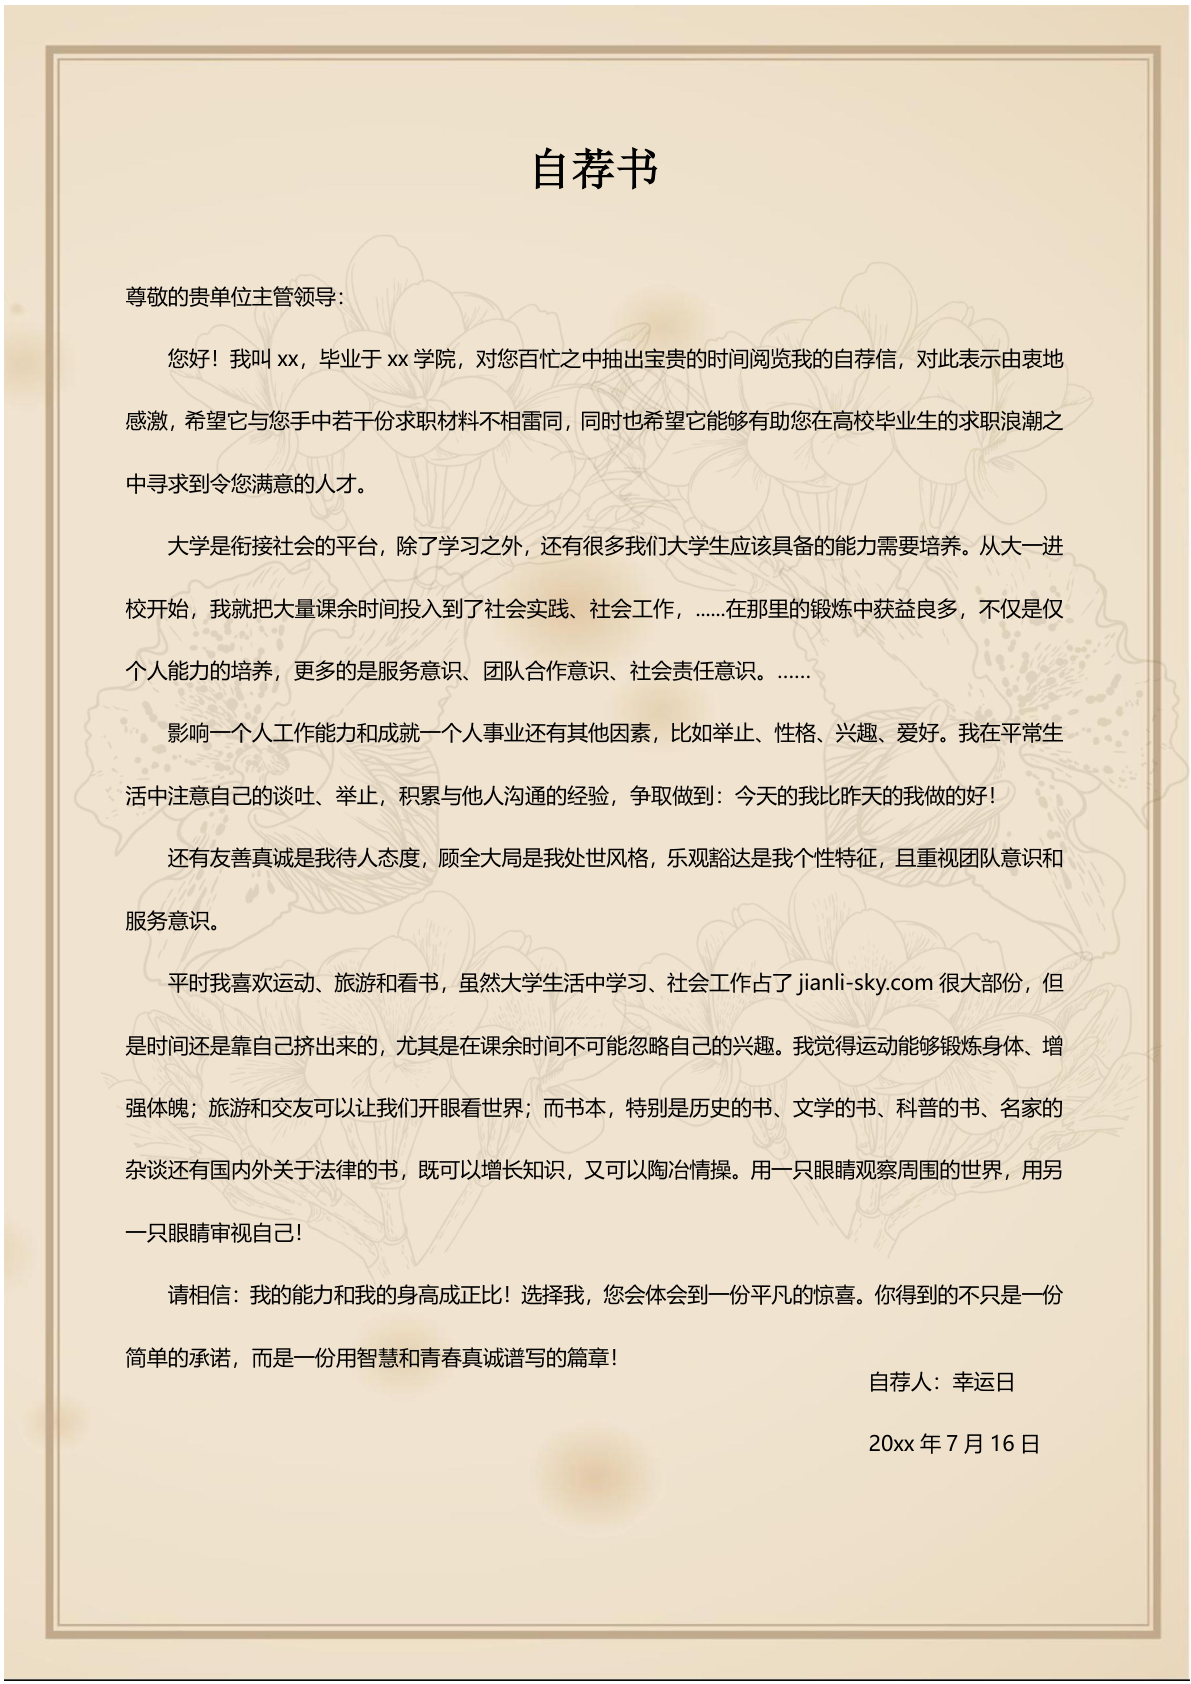 自荐书
尊敬的贵单位主管领导：
您好！我叫 xx，毕业于 xx 学院，对您百忙之中抽出宝贵的时间阅览我的自荐信，对此表示由衷地
感激，希望它与您手中若干份求职材料不相雷同，同时也希望它能够有助您在高校毕业生的求职浪潮之
中寻求到令您满意的人才。
大学是衔接社会的平台，除了学习之外，还有很多我们大学生应该具备的能力需要培养。从大一进
校开始，我就把大量课余时间投入到了社会实践、社会工作，......在那里的锻炼中获益良多，不仅是仅
个人能力的培养，更多的是服务意识、团队合作意识、社会责任意识。......
影响一个人工作能力和成就一个人事业还有其他因素，比如举止、性格、兴趣、爱好。我在平常生
活中注意自己的谈吐、举止，积累与他人沟通的经验，争取做到：今天的我比昨天的我做的好！
还有友善真诚是我待人态度，顾全大局是我处世风格，乐观豁达是我个性特征，且重视团队意识和
服务意识。
平时我喜欢运动、旅游和看书，虽然大学生活中学习、社会工作占了 jianli-sky.com 很大部份，但
是时间还是靠自己挤出来的，尤其是在课余时间不可能忽略自己的兴趣。我觉得运动能够锻炼身体、增
强体魄；旅游和交友可以让我们开眼看世界；而书本，特别是历史的书、文学的书、科普的书、名家的
杂谈还有国内外关于法律的书，既可以增长知识，又可以陶冶情操。用一只眼睛观察周围的世界，用另
一只眼睛审视自己！
请相信：我的能力和我的身高成正比！选择我，您会体会到一份平凡的惊喜。你得到的不只是一份
简单的承诺，而是一份用智慧和青春真诚谱写的篇章！
自荐人：幸运日
20xx 年 7 月 16 日